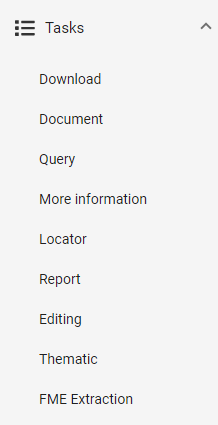 Tasks
Download
Document
Query
More information
Locator
Report
Editing
Thematic
FME Extraction